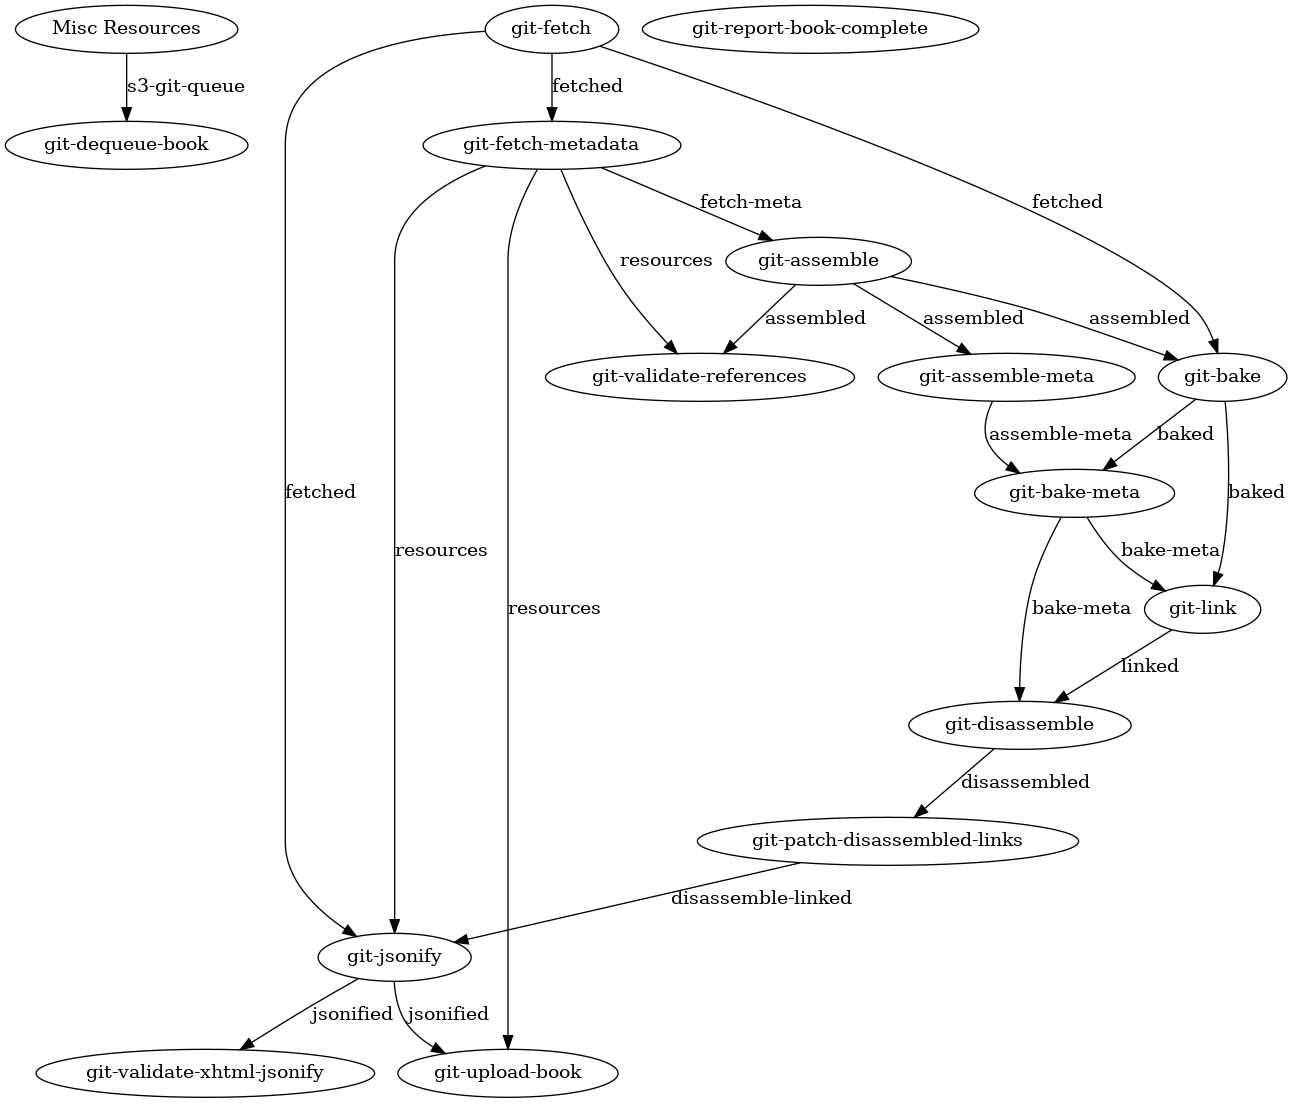 Misc Resources
git-fetch
git-report-book-complete
s3-git-queue
fetched
git-dequeue-book
git-fetch-metadata
fetch-meta
fetched
resources
git-assemble
assembled
assembled
assembled
git-validate-references
git-assemble-meta
git-bake
assemble-meta
baked
fetched
git-bake-meta
baked
resources
bake-meta
resources
bake-meta
git-link
linked
git-disassemble
disassembled
git-patch-disassembled-links
disassemble-linked
git-jsonify
jsonified
jsonified
git-validate-xhtml-jsonify
git-upload-book